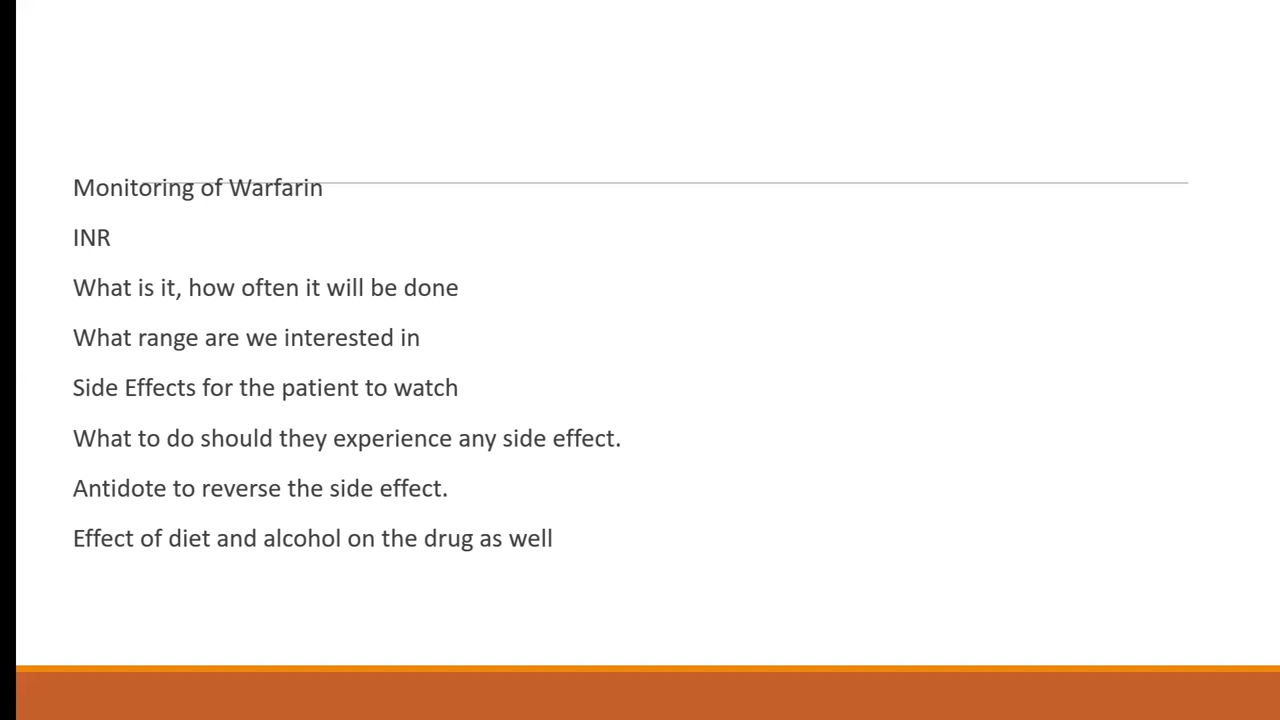 Monitoring of Warfarin
INR
What is it, how often it will be done
What range are we interested in
Side Effects for the patient to watch
What to do should they experience any side effect.
Antidote to reverse the side effect.
Effect of diet and alcohol on the drug as well